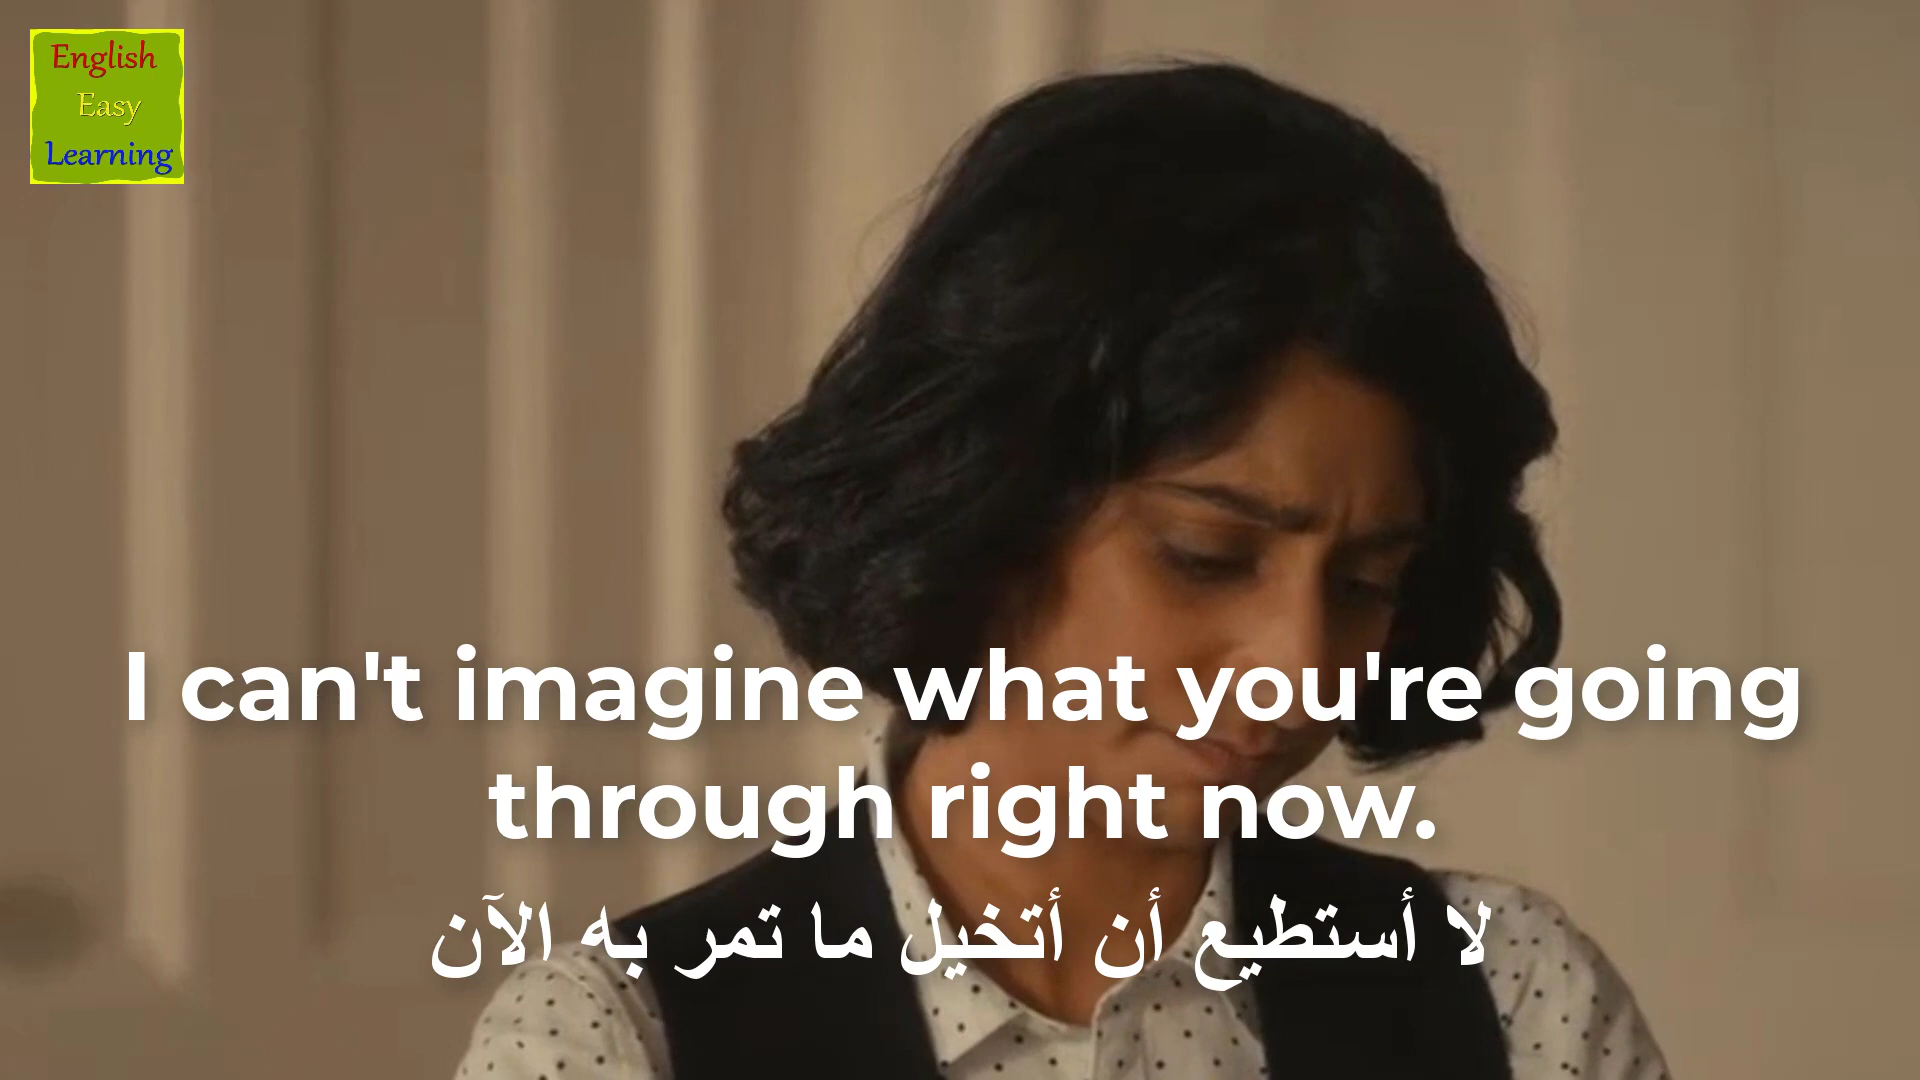 English
Easy
Learning
I can't imagine what you're going
through right now.
لا أستطيع أن أتخيل ما تمر به الآن